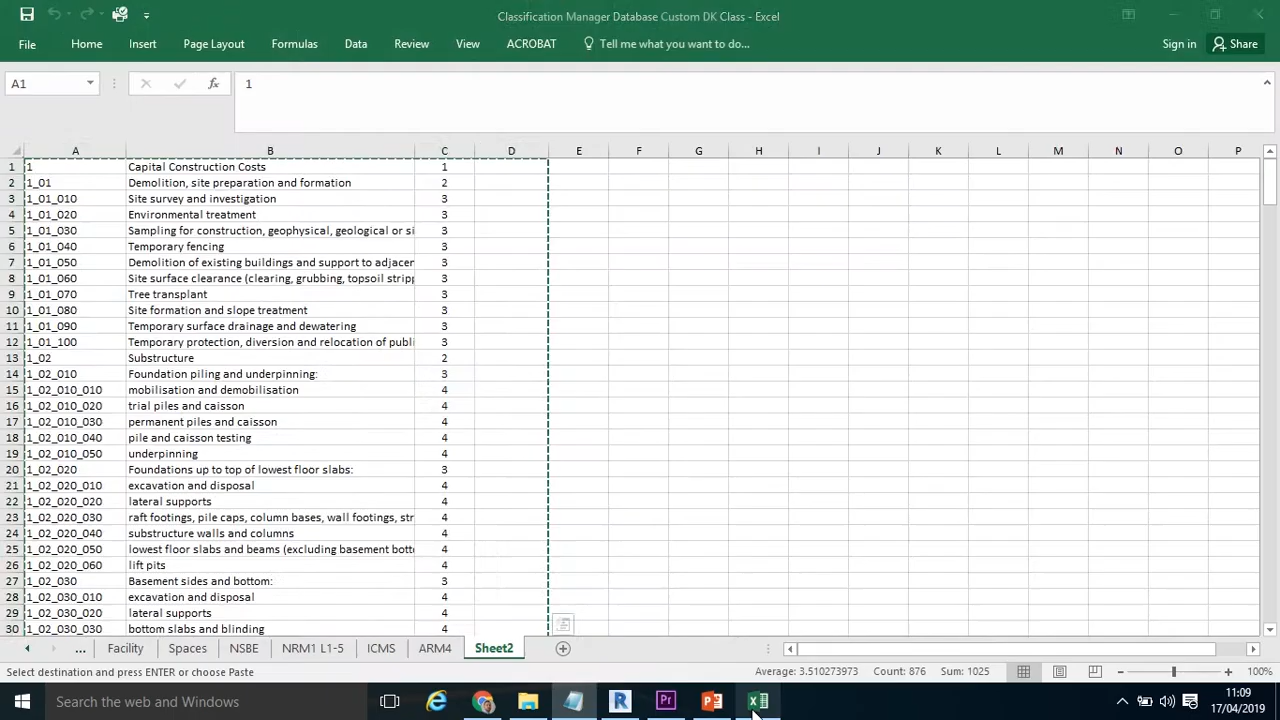 Classification Manager Database Custom DK Class - Excel
File Home Insert Page Layout Formulas Data Review View ACROBAT Tell me what you want to do... Sign in Share
A1 fx 1
A B C D E F G H I J K L M N O P
1 1 Capital Construction Costs 1
2 1_01 Demolition, site preparation and formation 2
3 1_01_010 Site survey and investigation 3
4 1_01_020 Environmental treatment 3
5 1_01_030 Sampling for construction, geophysical, geological or si 3
6 1_01_040 Temporary fencing 3
7 1_01_050 Demolition of existing buildings and support to adjacen 3
8 1_01_060 Site surface clearance (clearing, grubbing, topsoil stripp 3
9 1_01_070 Tree transplant 3
10 1_01_080 Site formation and slope treatment 3
11 1_01_090 Temporary surface drainage and dewatering 3
12 1_01_100 Temporary protection, diversion and relocation of publi 3
13 1_02 Substructure 2
14 1_02_010 Foundation piling and underpinning: 3
15 1_02_010_010 mobilisation and demobilisation 4
16 1_02_010_020 trial piles and caisson 4
17 1_02_010_030 permanent piles and caisson 4
18 1_02_010_040 pile and caisson testing 4
19 1_02_010_050 underpinning 4
20 1_02_020 Foundations up to top of lowest floor slabs: 3
21 1_02_020_010 excavation and disposal 4
22 1_02_020_020 lateral supports 4
23 1_02_020_030 raft footings, pile caps, column bases, wall footings, str 4
24 1_02_020_040 substructure walls and columns 4
25 1_02_020_050 lowest floor slabs and beams (excluding basement bott 4
26 1_02_020_060 lift pits 4
27 1_02_030 Basement sides and bottom: 3
28 1_02_030_010 excavation and disposal 4
29 1_02_030_020 lateral supports 4
30 1_02_030_030 bottom slabs and blinding 4
... Facility Spaces NSBE NRM1 L1-5 ICMS ARM4 Sheet2
Select destination and press ENTER or choose Paste Average: 3.510273973 Count: 876 Sum: 1025 100%
Search the web and Windows
11:09
17/04/2019